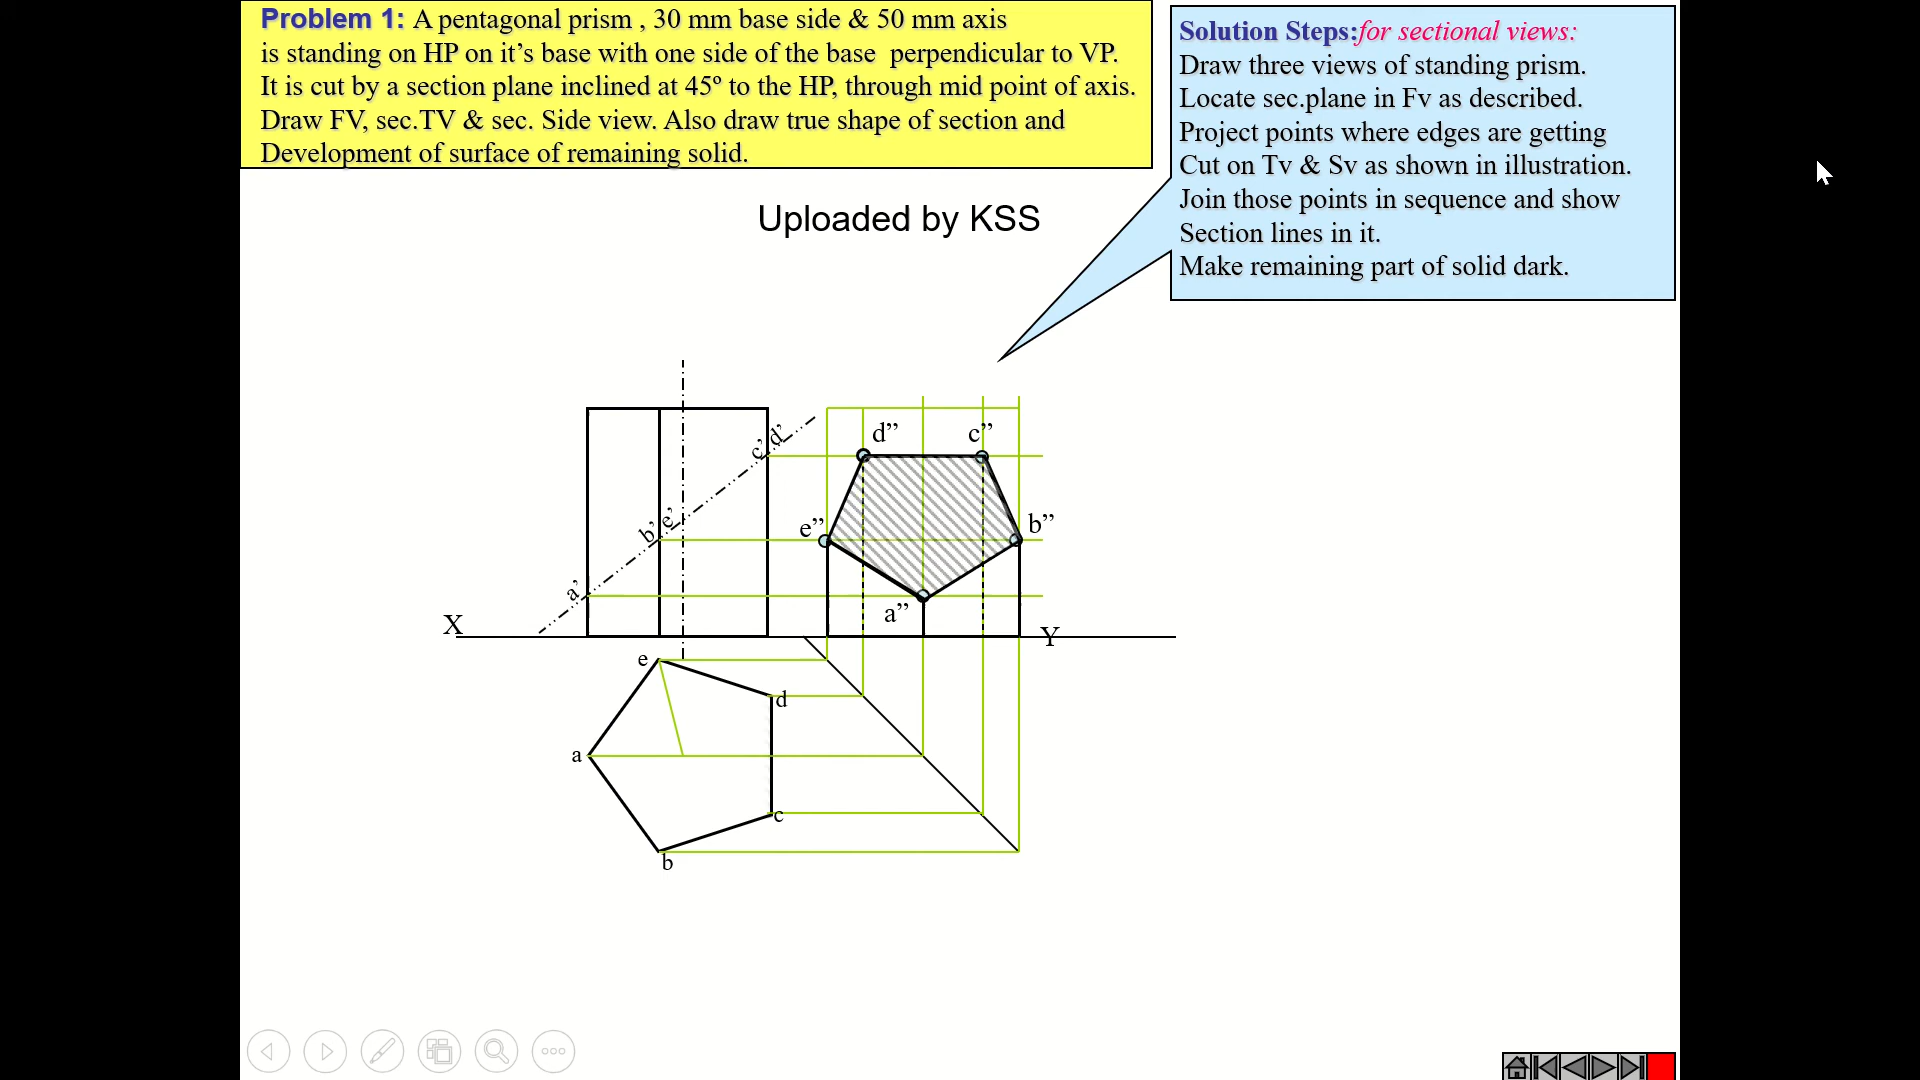 Problem 1: A pentagonal prism , 30 mm base side & 50 mm axis
is standing on HP on it’s base with one side of the base perpendicular to VP.
It is cut by a section plane inclined at 45º to the HP, through mid point of axis.
Draw FV, sec.TV & sec. Side view. Also draw true shape of section and
Development of surface of remaining solid.
Solution Steps:for sectional views:
Draw three views of standing prism.
Locate sec.plane in Fv as described.
Project points where edges are getting
Cut on Tv & Sv as shown in illustration.
Join those points in sequence and show
Section lines in it.
Make remaining part of solid dark.
Uploaded by KSS
d” c”
c’ d’
e” b”
b’ e’
a’
a”
X Y
e
d
a
c
b